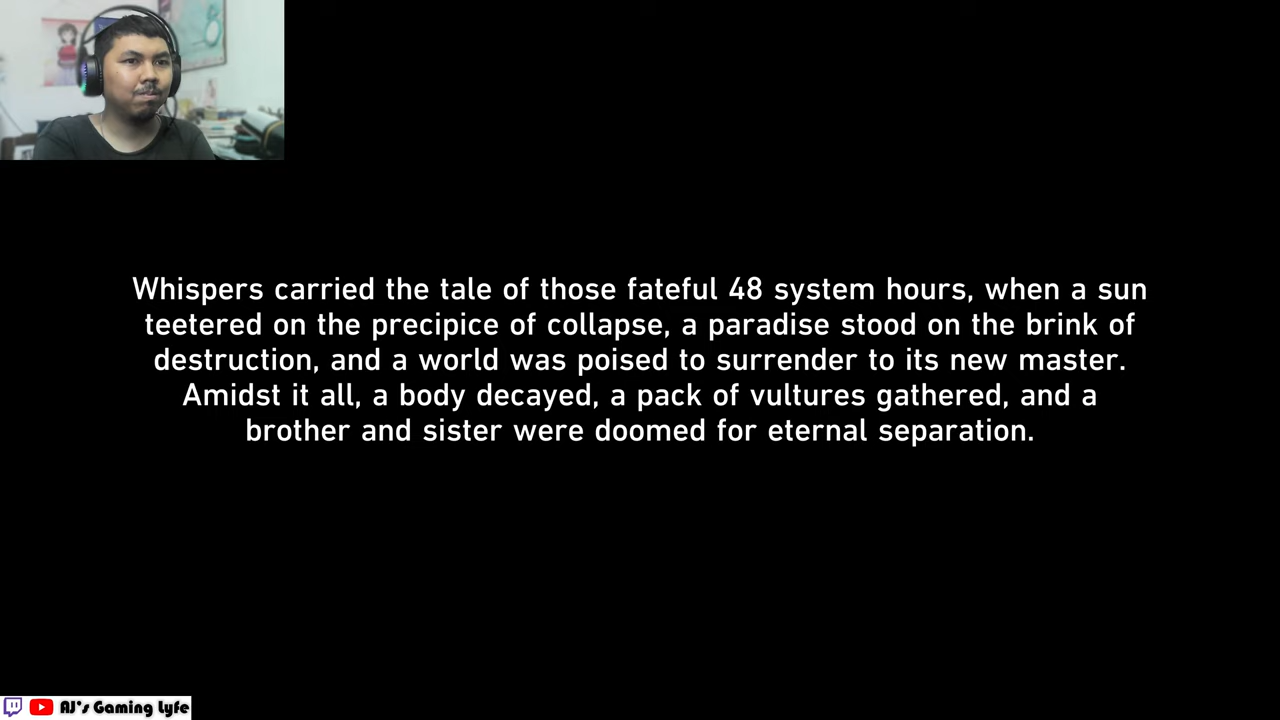 Whispers carried the tale of those fateful 48 system hours, when a sun
teetered on the precipice of collapse, a paradise stood on the brink of
destruction, and a world was poised to surrender to its new master.
Amidst it all, a body decayed, a pack of vultures gathered, and a
brother and sister were doomed for eternal separation.
AJ's Gaming Lyfe